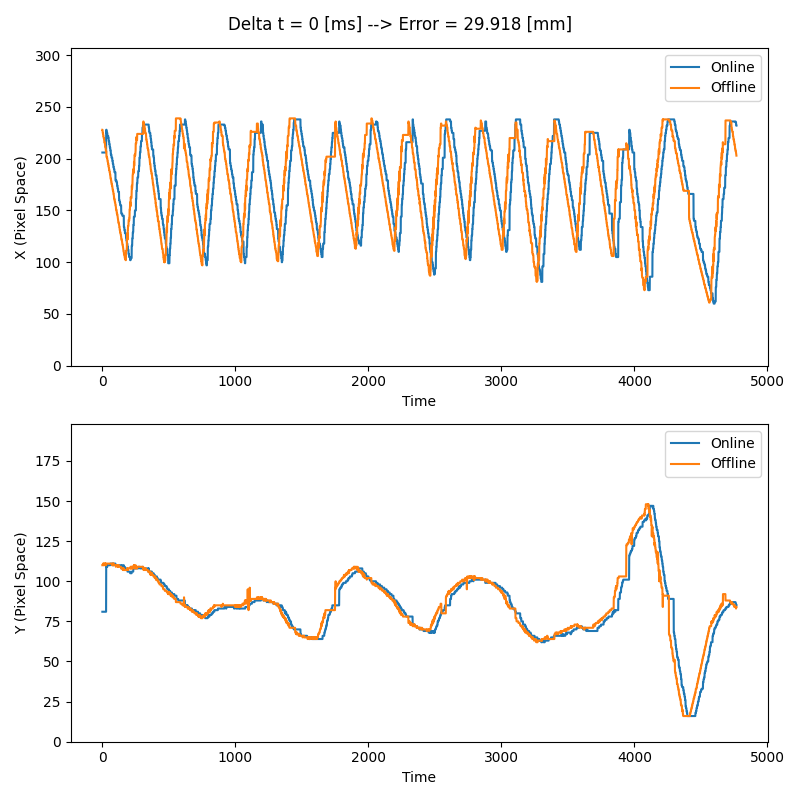 Delta t = 0 [ms] --> Error = 29.918 [mm]
300
250
200
150
100
50
0
X (Pixel Space)
Online
Offline
0 1000 2000 3000 4000 5000
Time
175
150
125
100
75
50
25
0
Y (Pixel Space)
Online
Offline
0 1000 2000 3000 4000 5000
Time